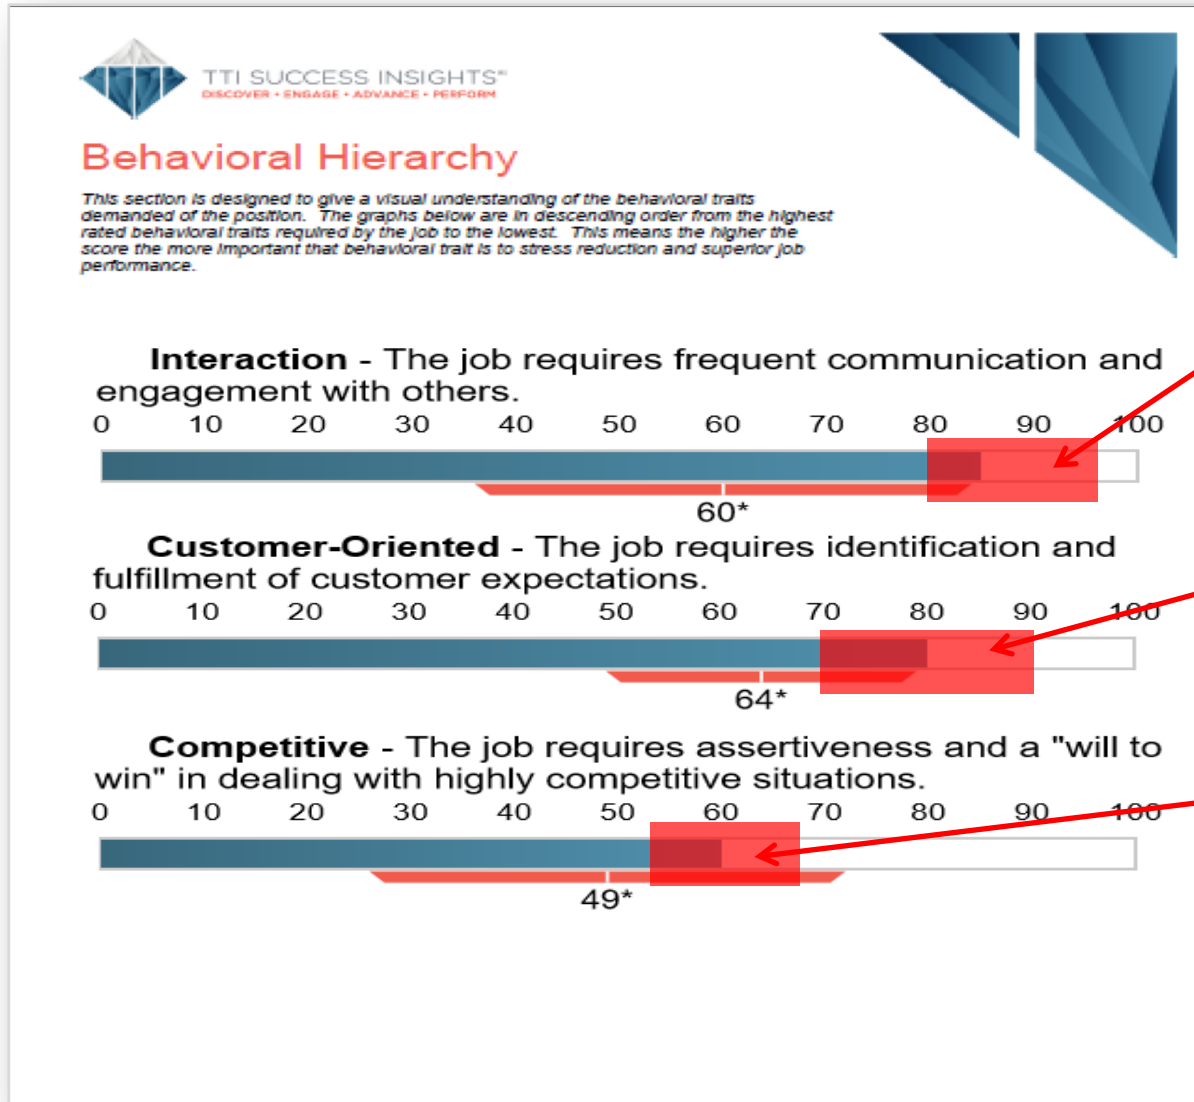 TTI SUCCESS INSIGHTS℠
DISCOVER • ENGAGE • ADVANCE • PERFORM
Behavioral Hierarchy
This section is designed to give a visual understanding of the behavioral traits
demanded of the position.  The graphs below are in descending order from the highest
rated behavioral traits required by the job to the lowest.  This means the higher the
score the more important that behavioral trait is to stress reduction and superior job
performance.
Interaction - The job requires frequent communication and
engagement with others.
0 10 20 30 40 50 60 70 80 90 100
60*
Customer-Oriented - The job requires identification and
fulfillment of customer expectations.
0 10 20 30 40 50 60 70 80 90 100
64*
Competitive - The job requires assertiveness and a "will to
win" in dealing with highly competitive situations.
0 10 20 30 40 50 60 70 80 90 100
49*